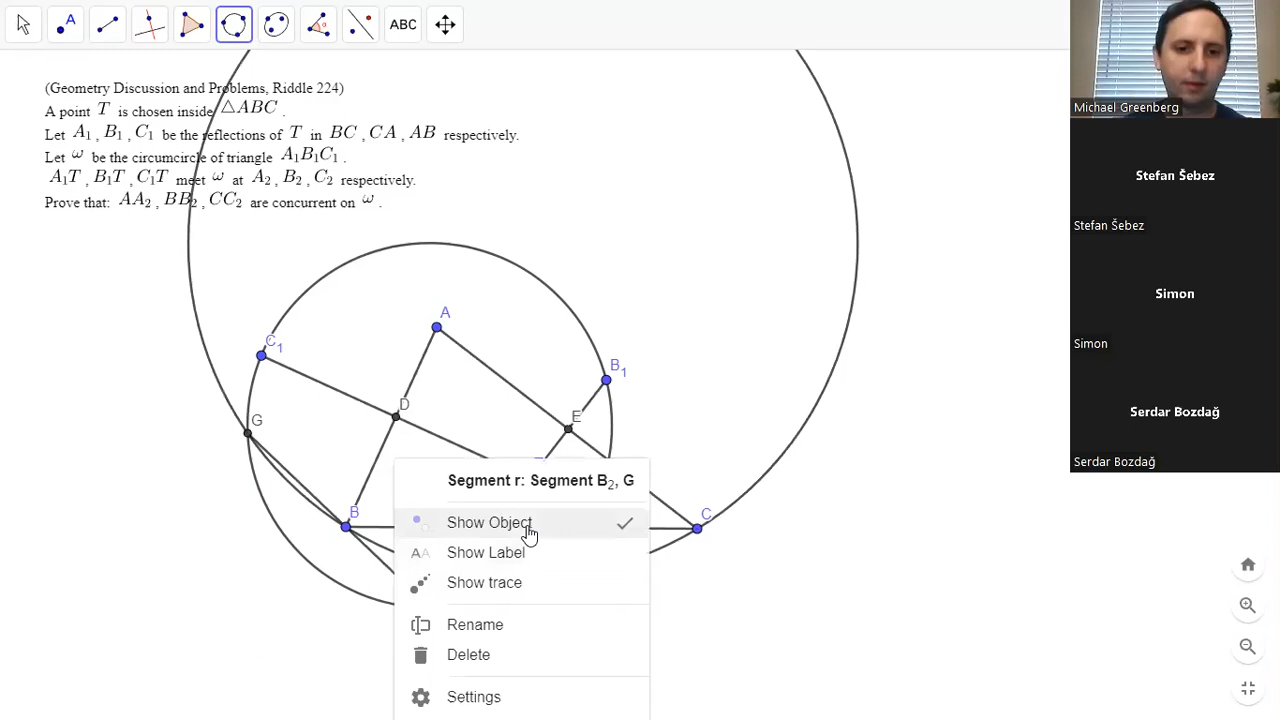 A
ABC
(Geometry Discussion and Problems, Riddle 224)
A point T is chosen inside △ABC .
Let A₁ , B₁ , C₁ be the reflections of T in BC , CA , AB respectively.
Let ω be the circumcircle of triangle A₁B₁C₁ .
A₁T , B₁T , C₁T meet ω at A₂ , B₂ , C₂ respectively.
Prove that: AA₂ , BB₂ , CC₂ are concurrent on ω .
A
C₁
B₁
D
E
G
B
C
Segment r: Segment B₂, G
Show Object
Show Label
Show trace
Rename
Delete
Settings
AA
Michael Greenberg
Stefan Šebez
Stefan Šebez
Simon
Simon
Serdar Bozdağ
Serdar Bozdağ